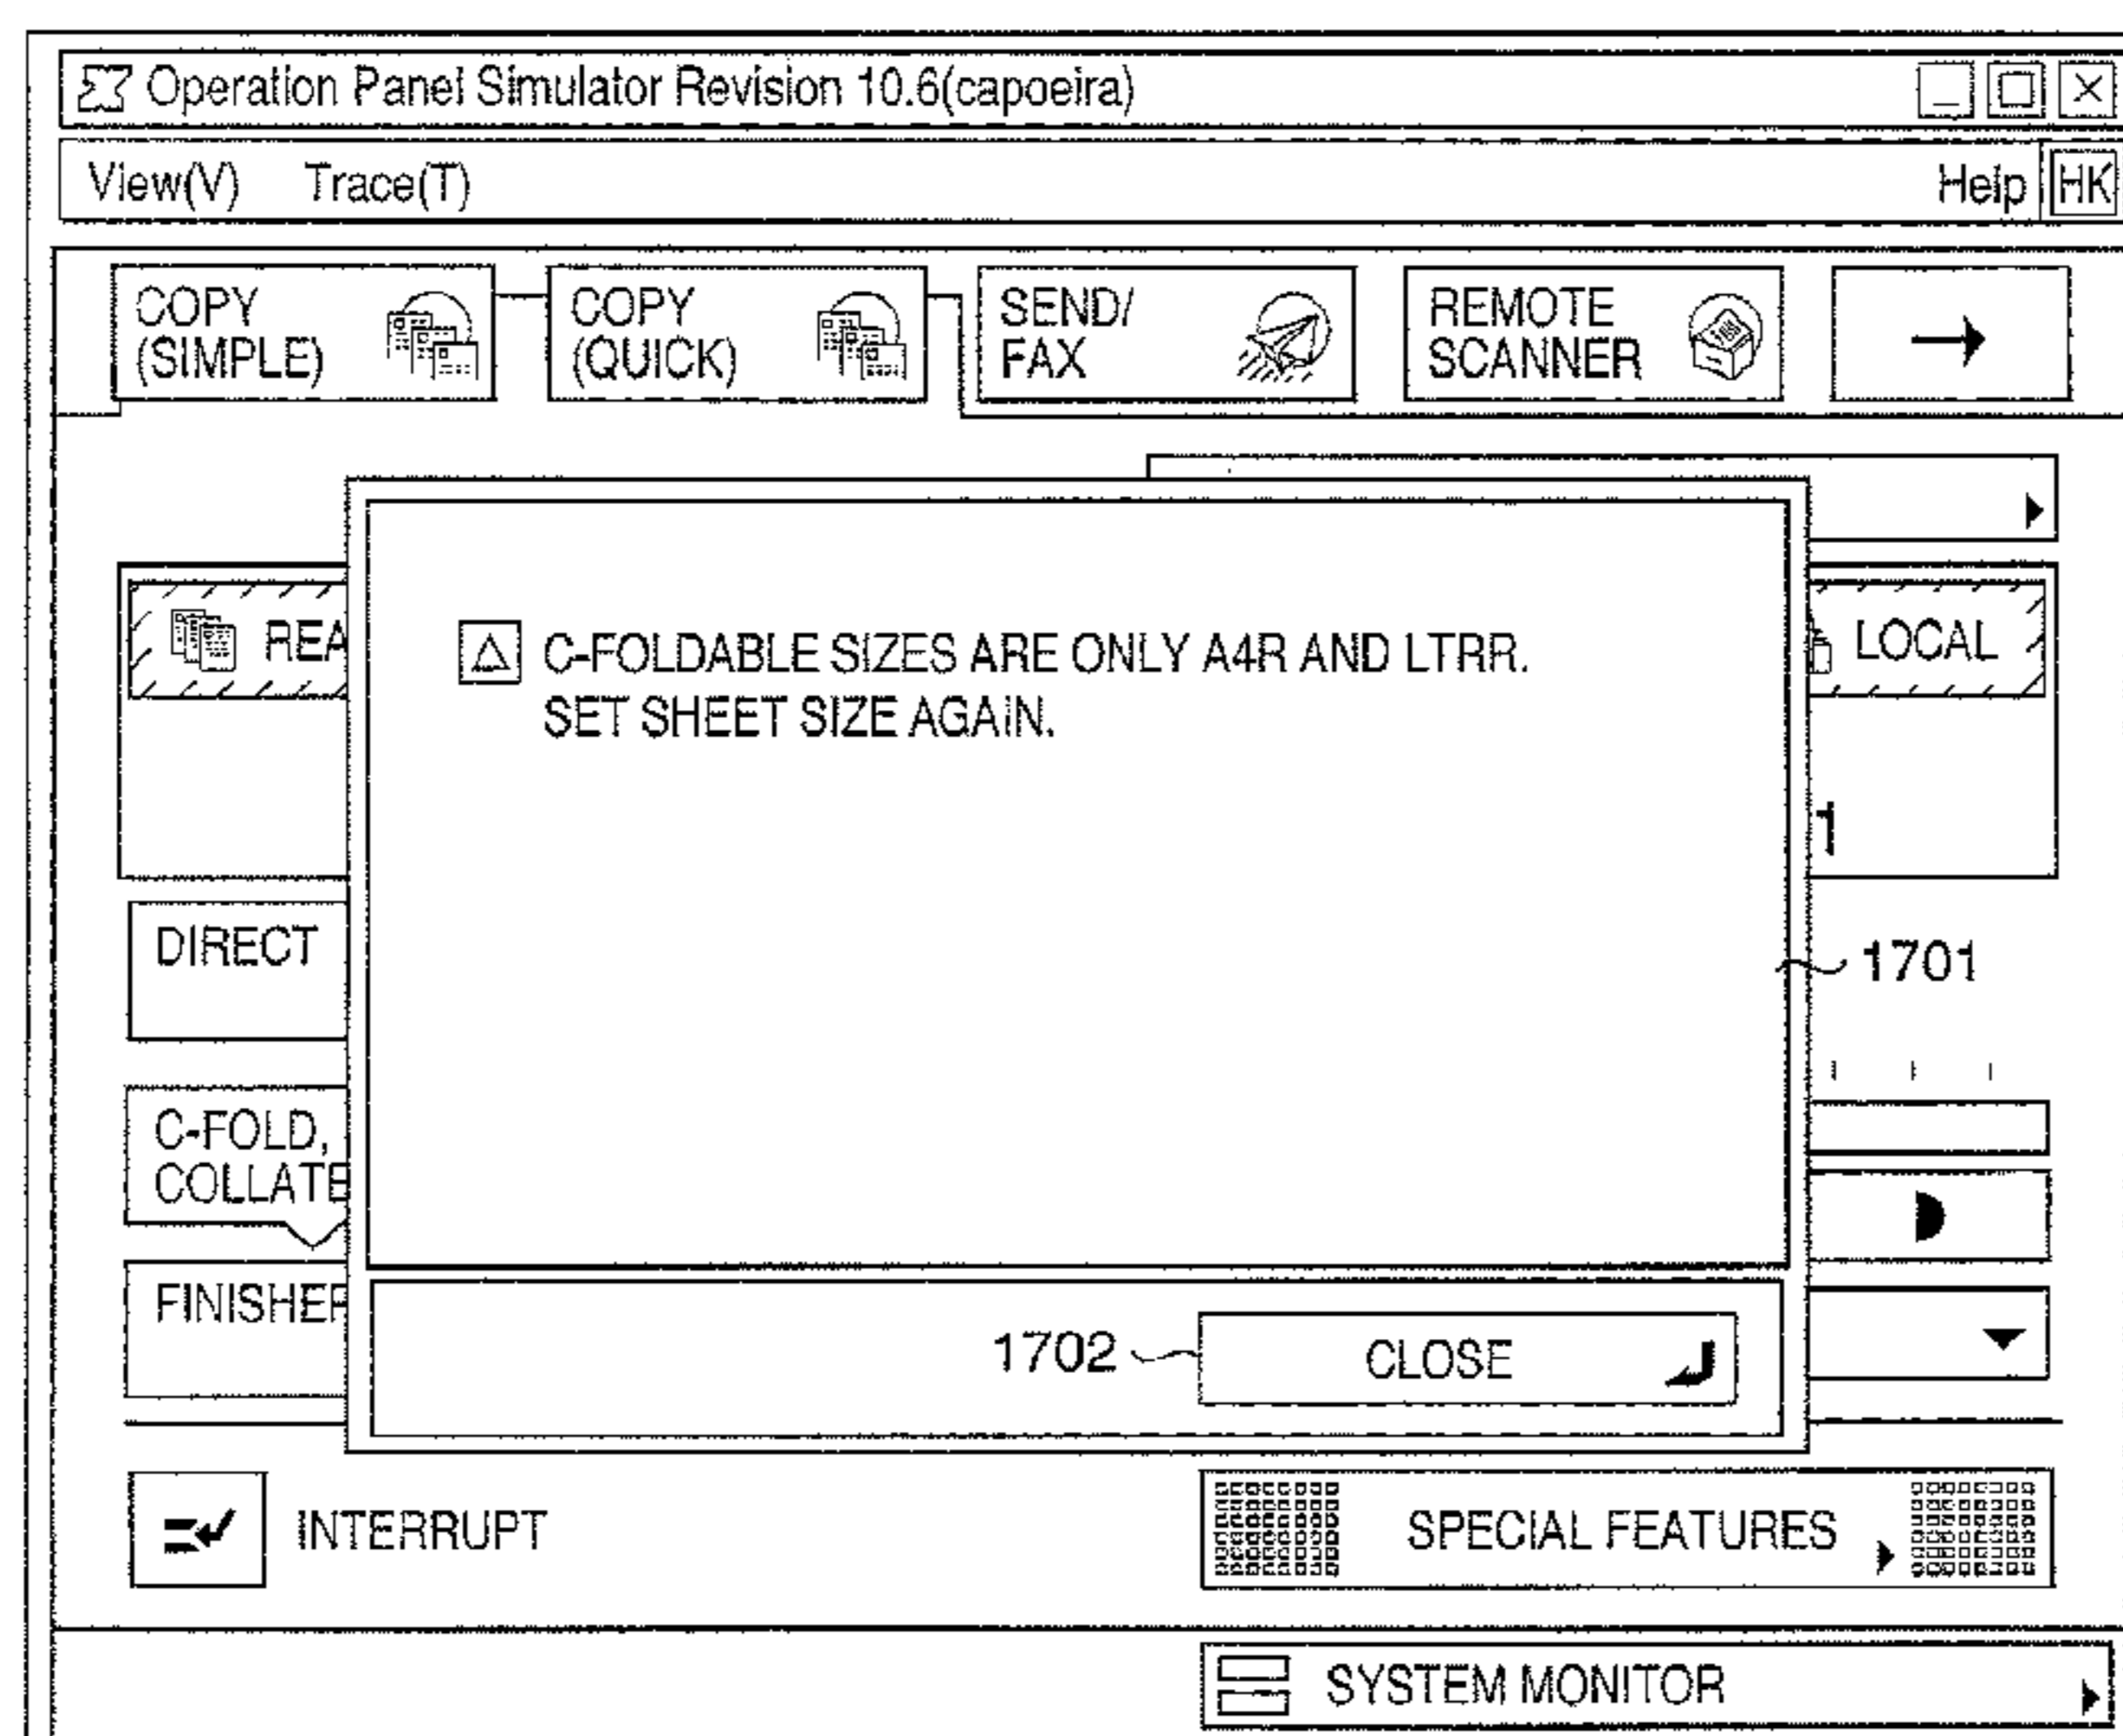 Operation Panel Simulator Revision 10.6(capoeira)
View(V) Trace(T) Help HK
COPY
(SIMPLE)
COPY
(QUICK)
SEND/
FAX
REMOTE
SCANNER
REA
LOCAL
C-FOLDABLE SIZES ARE ONLY A4R AND LTRR.
SET SHEET SIZE AGAIN.
1
DIRECT
1701
C-FOLD,
COLLATE
FINISHER
1702
CLOSE
INTERRUPT
SPECIAL FEATURES
SYSTEM MONITOR